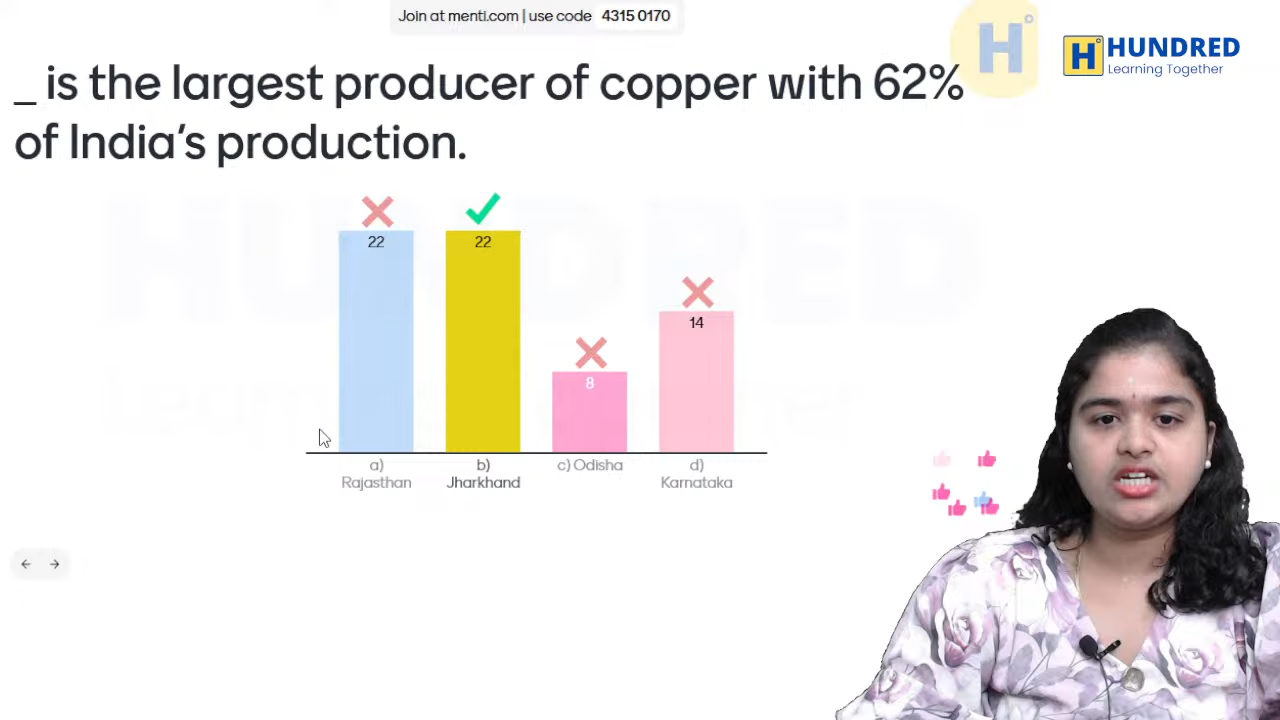 Join at menti.com | use code 4315 0170
H
H HUNDRED
Learning Together
_ is the largest producer of copper with 62%
of India's production.
HUNDRED
22
22
8
14
a)
Rajasthan
b)
Jharkhand
c) Odisha
d)
Karnataka